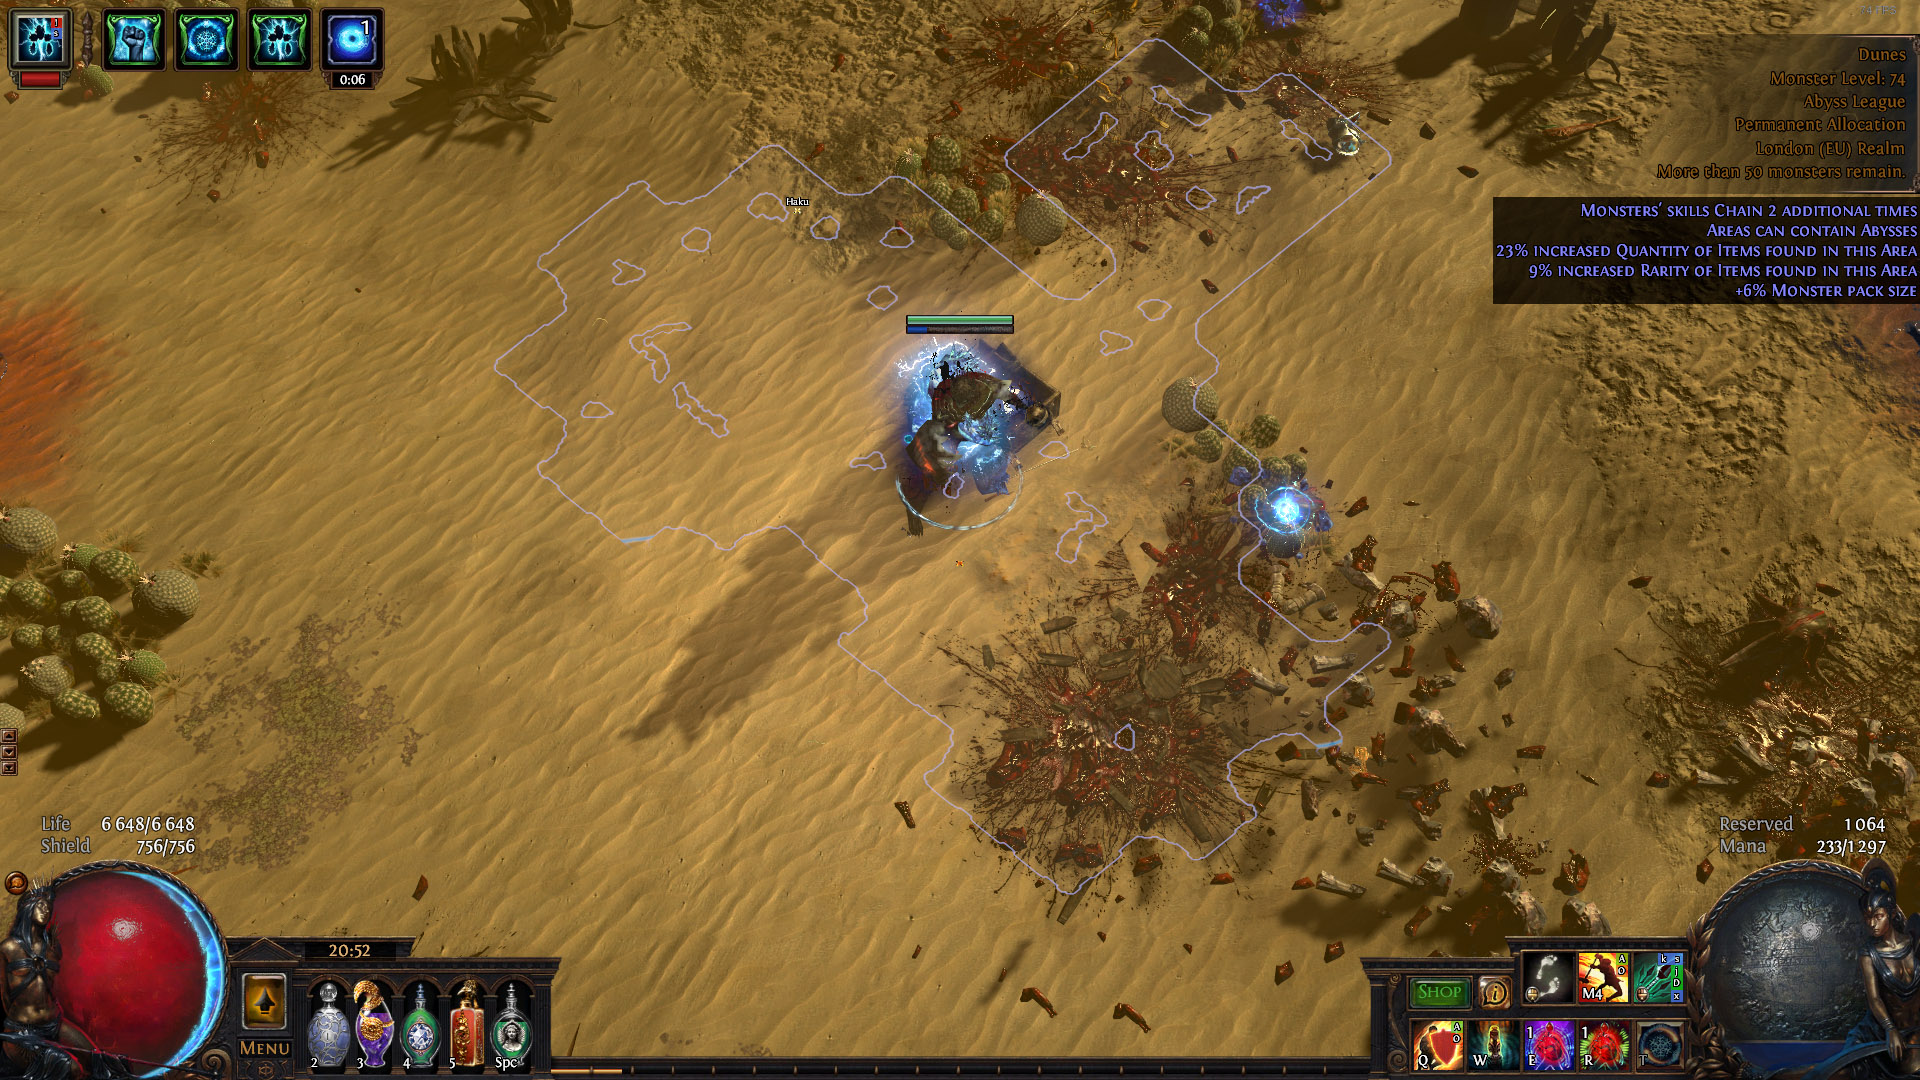 1
s
1
0:06
Dunes
Monster Level: 74
Abyss League
Permanent Allocation
London (EU) Realm
More than 50 monsters remain.
Monsters' skills Chain 2 additional times
Areas can contain Abysses
23% increased Quantity of Items found in this Area
9% increased Rarity of Items found in this Area
+6% Monster pack size
Haku
Life 6 648/6 648
Shield 756/756
Reserved 1 064
Mana 233/1 297
20:52
Menu
2 3 4 5 Spc
Shop
M4
A
O
k s
j
D
x
Q
A
O
W
1
E
1
R
T